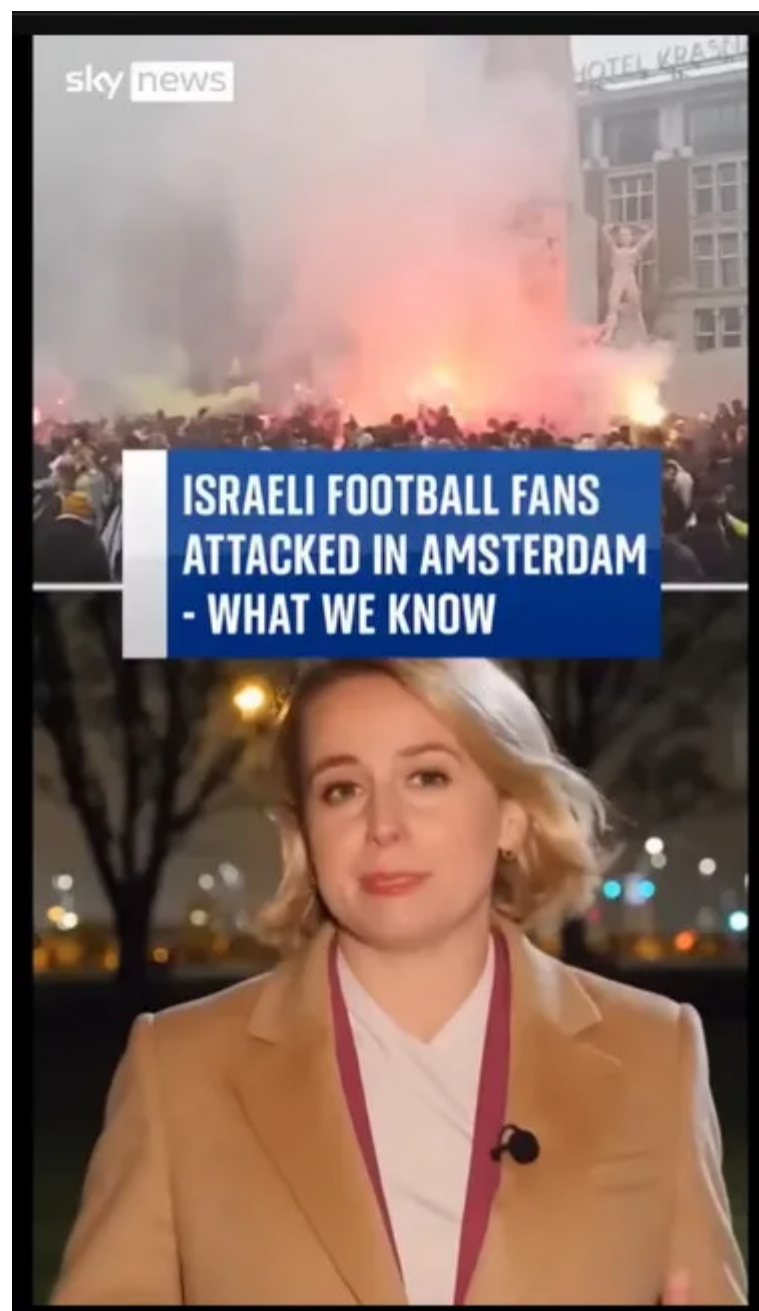 sky news
HOTEL KRASN
ISRAELI FOOTBALL FANS
ATTACKED IN AMSTERDAM
- WHAT WE KNOW